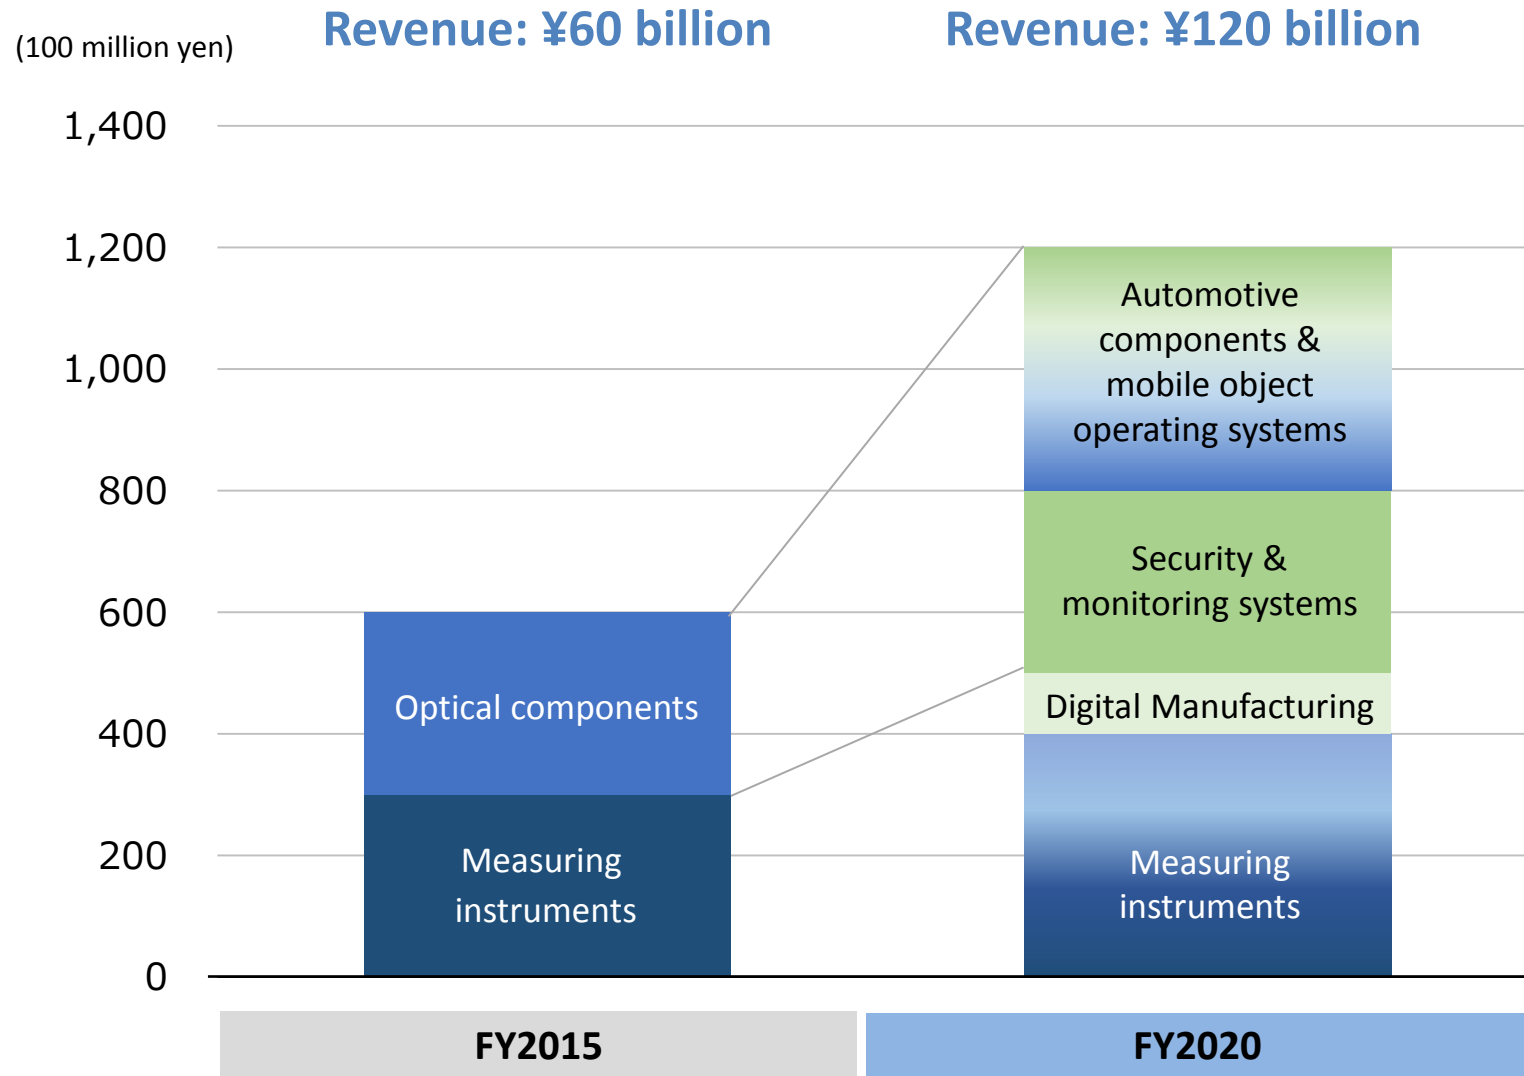 Revenue: ¥60 billion
Revenue: ¥120 billion
(100 million yen)
1,400
1,200
1,000
800
600
400
200
0
Optical components
Measuring
instruments
Automotive
components &
mobile object
operating systems
Security &
monitoring systems
Digital Manufacturing
Measuring
instruments
FY2015
FY2020